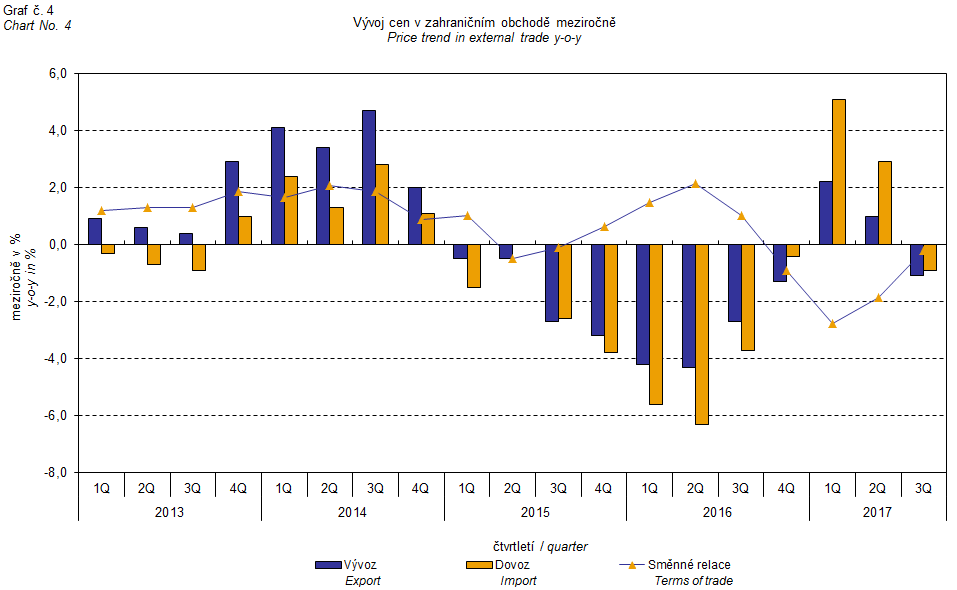 Graf č. 4
Chart No. 4
Vývoj cen v zahraničním obchodě meziročně
Price trend in external trade y-o-y
meziročně v %
y-o-y in %
6,0
4,0
2,0
0,0
-2,0
-4,0
-6,0
-8,0
1Q 2Q 3Q 4Q 1Q 2Q 3Q 4Q 1Q 2Q 3Q 4Q 1Q 2Q 3Q 4Q 1Q 2Q 3Q
2013 2014 2015 2016 2017
čtvrtletí / quarter
Vývoz Dovoz Směnné relace
Export Import Terms of trade